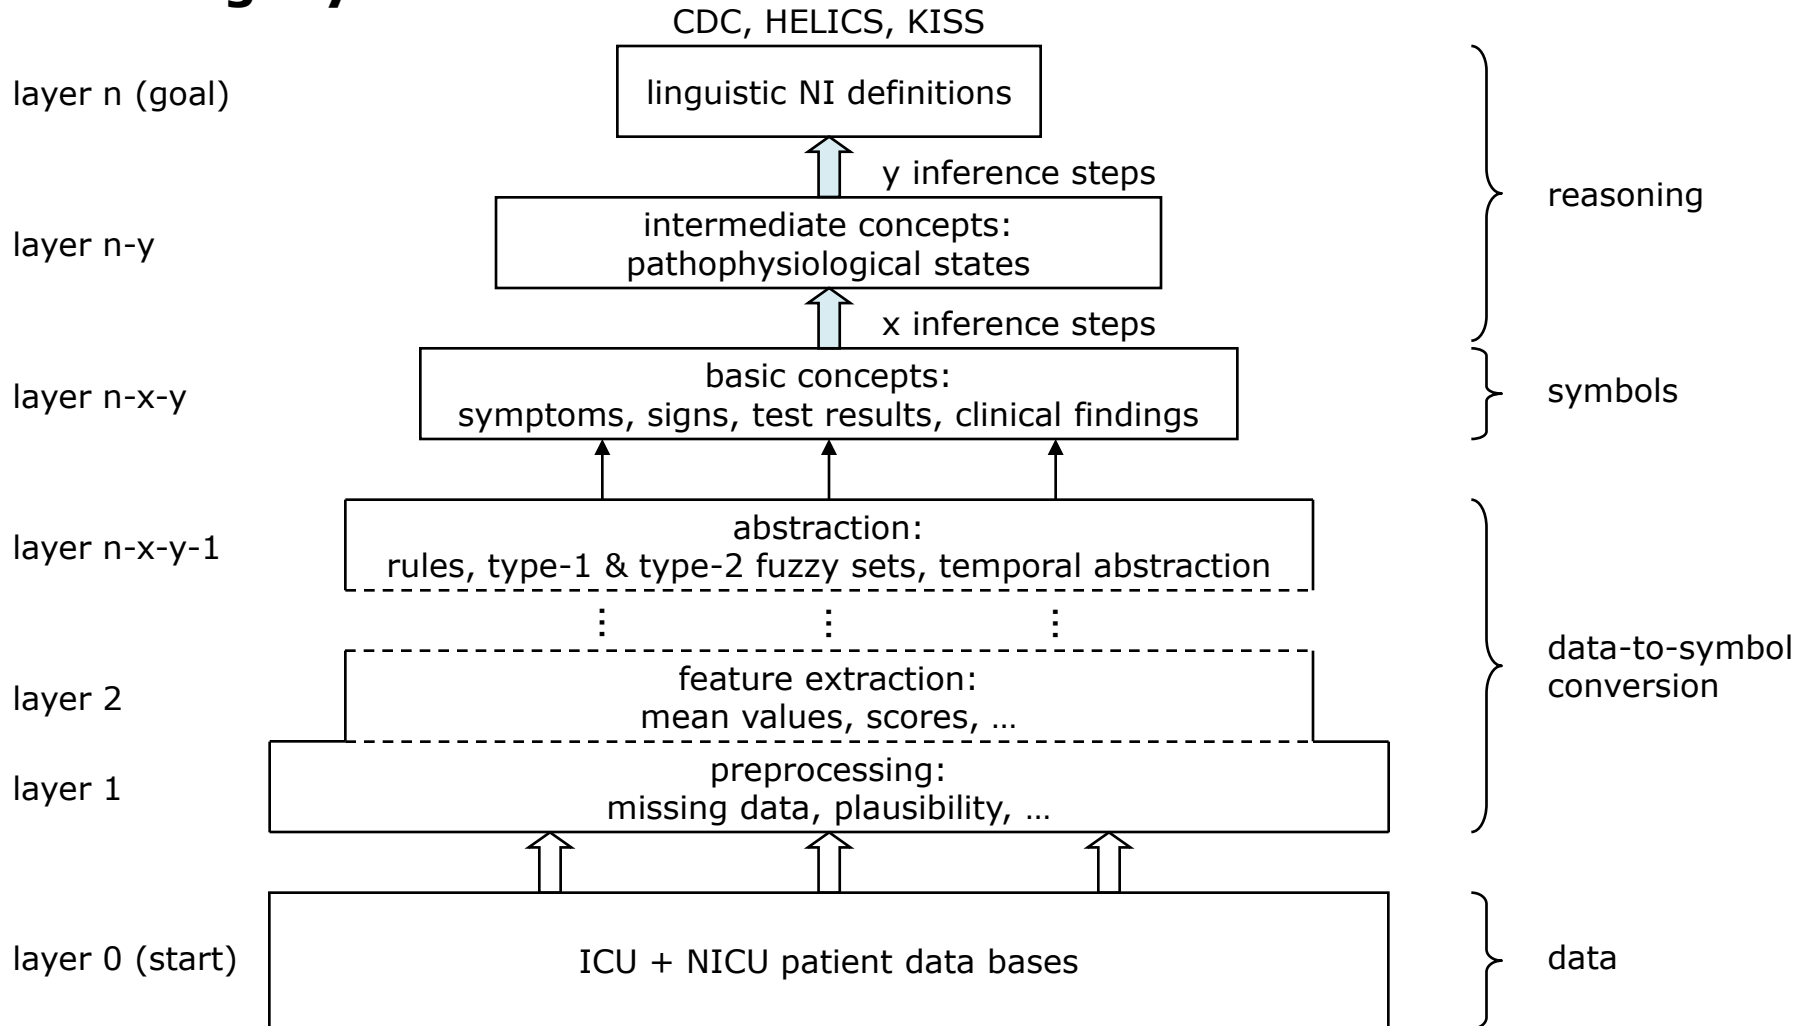 CDC, HELICS, KISS
layer n (goal)
linguistic NI definitions
y inference steps
reasoning
layer n-y
intermediate concepts:
pathophysiological states
x inference steps
layer n-x-y
basic concepts:
symptoms, signs, test results, clinical findings
symbols
layer n-x-y-1
abstraction:
rules, type-1 & type-2 fuzzy sets, temporal abstraction
⋮ ⋮ ⋮
data-to-symbol
conversion
layer 2
feature extraction:
mean values, scores, …
layer 1
preprocessing:
missing data, plausibility, …
layer 0 (start)
ICU + NICU patient data bases
data